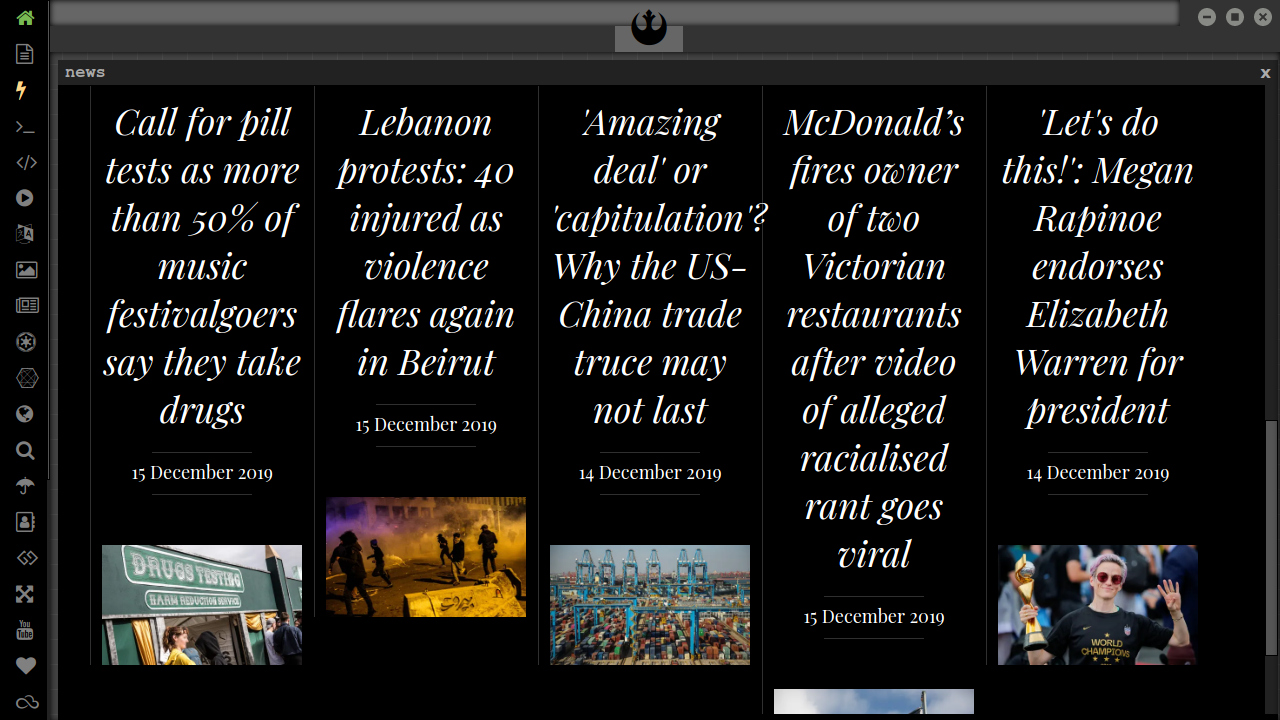 news
x
Call for pill
tests as more
than 50% of
music
festivalgoers
say they take
drugs
15 December 2019
DRUGS TESTING
HARM REDUCTION SERVICE
Lebanon
protests: 40
injured as
violence
flares again
in Beirut
15 December 2019
'Amazing
deal' or
'capitulation'?
Why the US-
China trade
truce may
not last
14 December 2019
McDonald’s
fires owner
of two
Victorian
restaurants
after video
of alleged
racialised
rant goes
viral
15 December 2019
'Let's do
this!': Megan
Rapinoe
endorses
Elizabeth
Warren for
president
14 December 2019
WORLD
CHAMPIONS
You
Tube